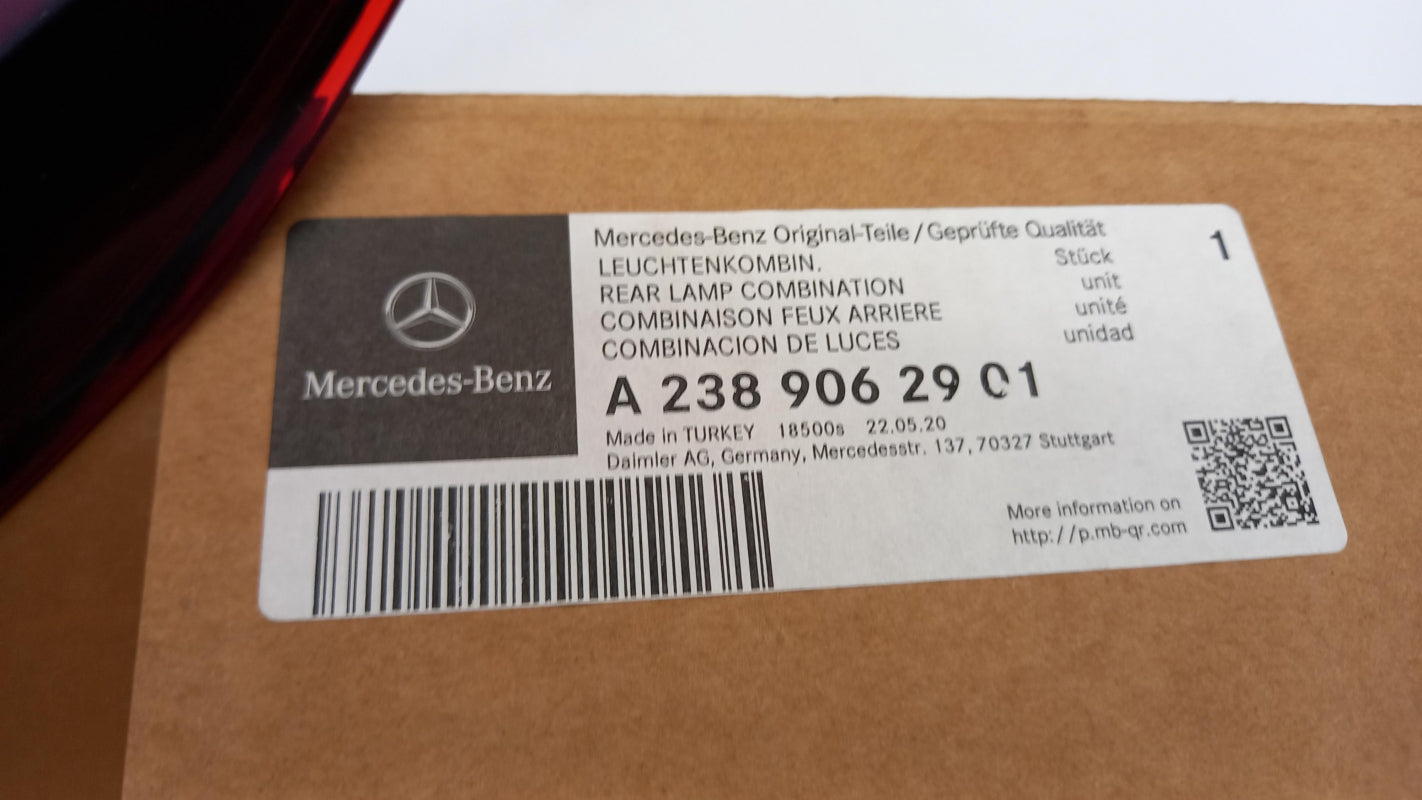 Mercedes-Benz
Mercedes-Benz Original-Teile / Geprüfte Qualität
LEUCHTENKOMBIN. Stück 1
REAR LAMP COMBINATION unit
COMBINAISON FEUX ARRIERE unité
COMBINACION DE LUCES unidad
A 238 906 29 01
Made in TURKEY 18500s 22.05.20
Daimler AG, Germany, Mercedesstr. 137, 70327 Stuttgart
More information on
http://p.mb-qr.com